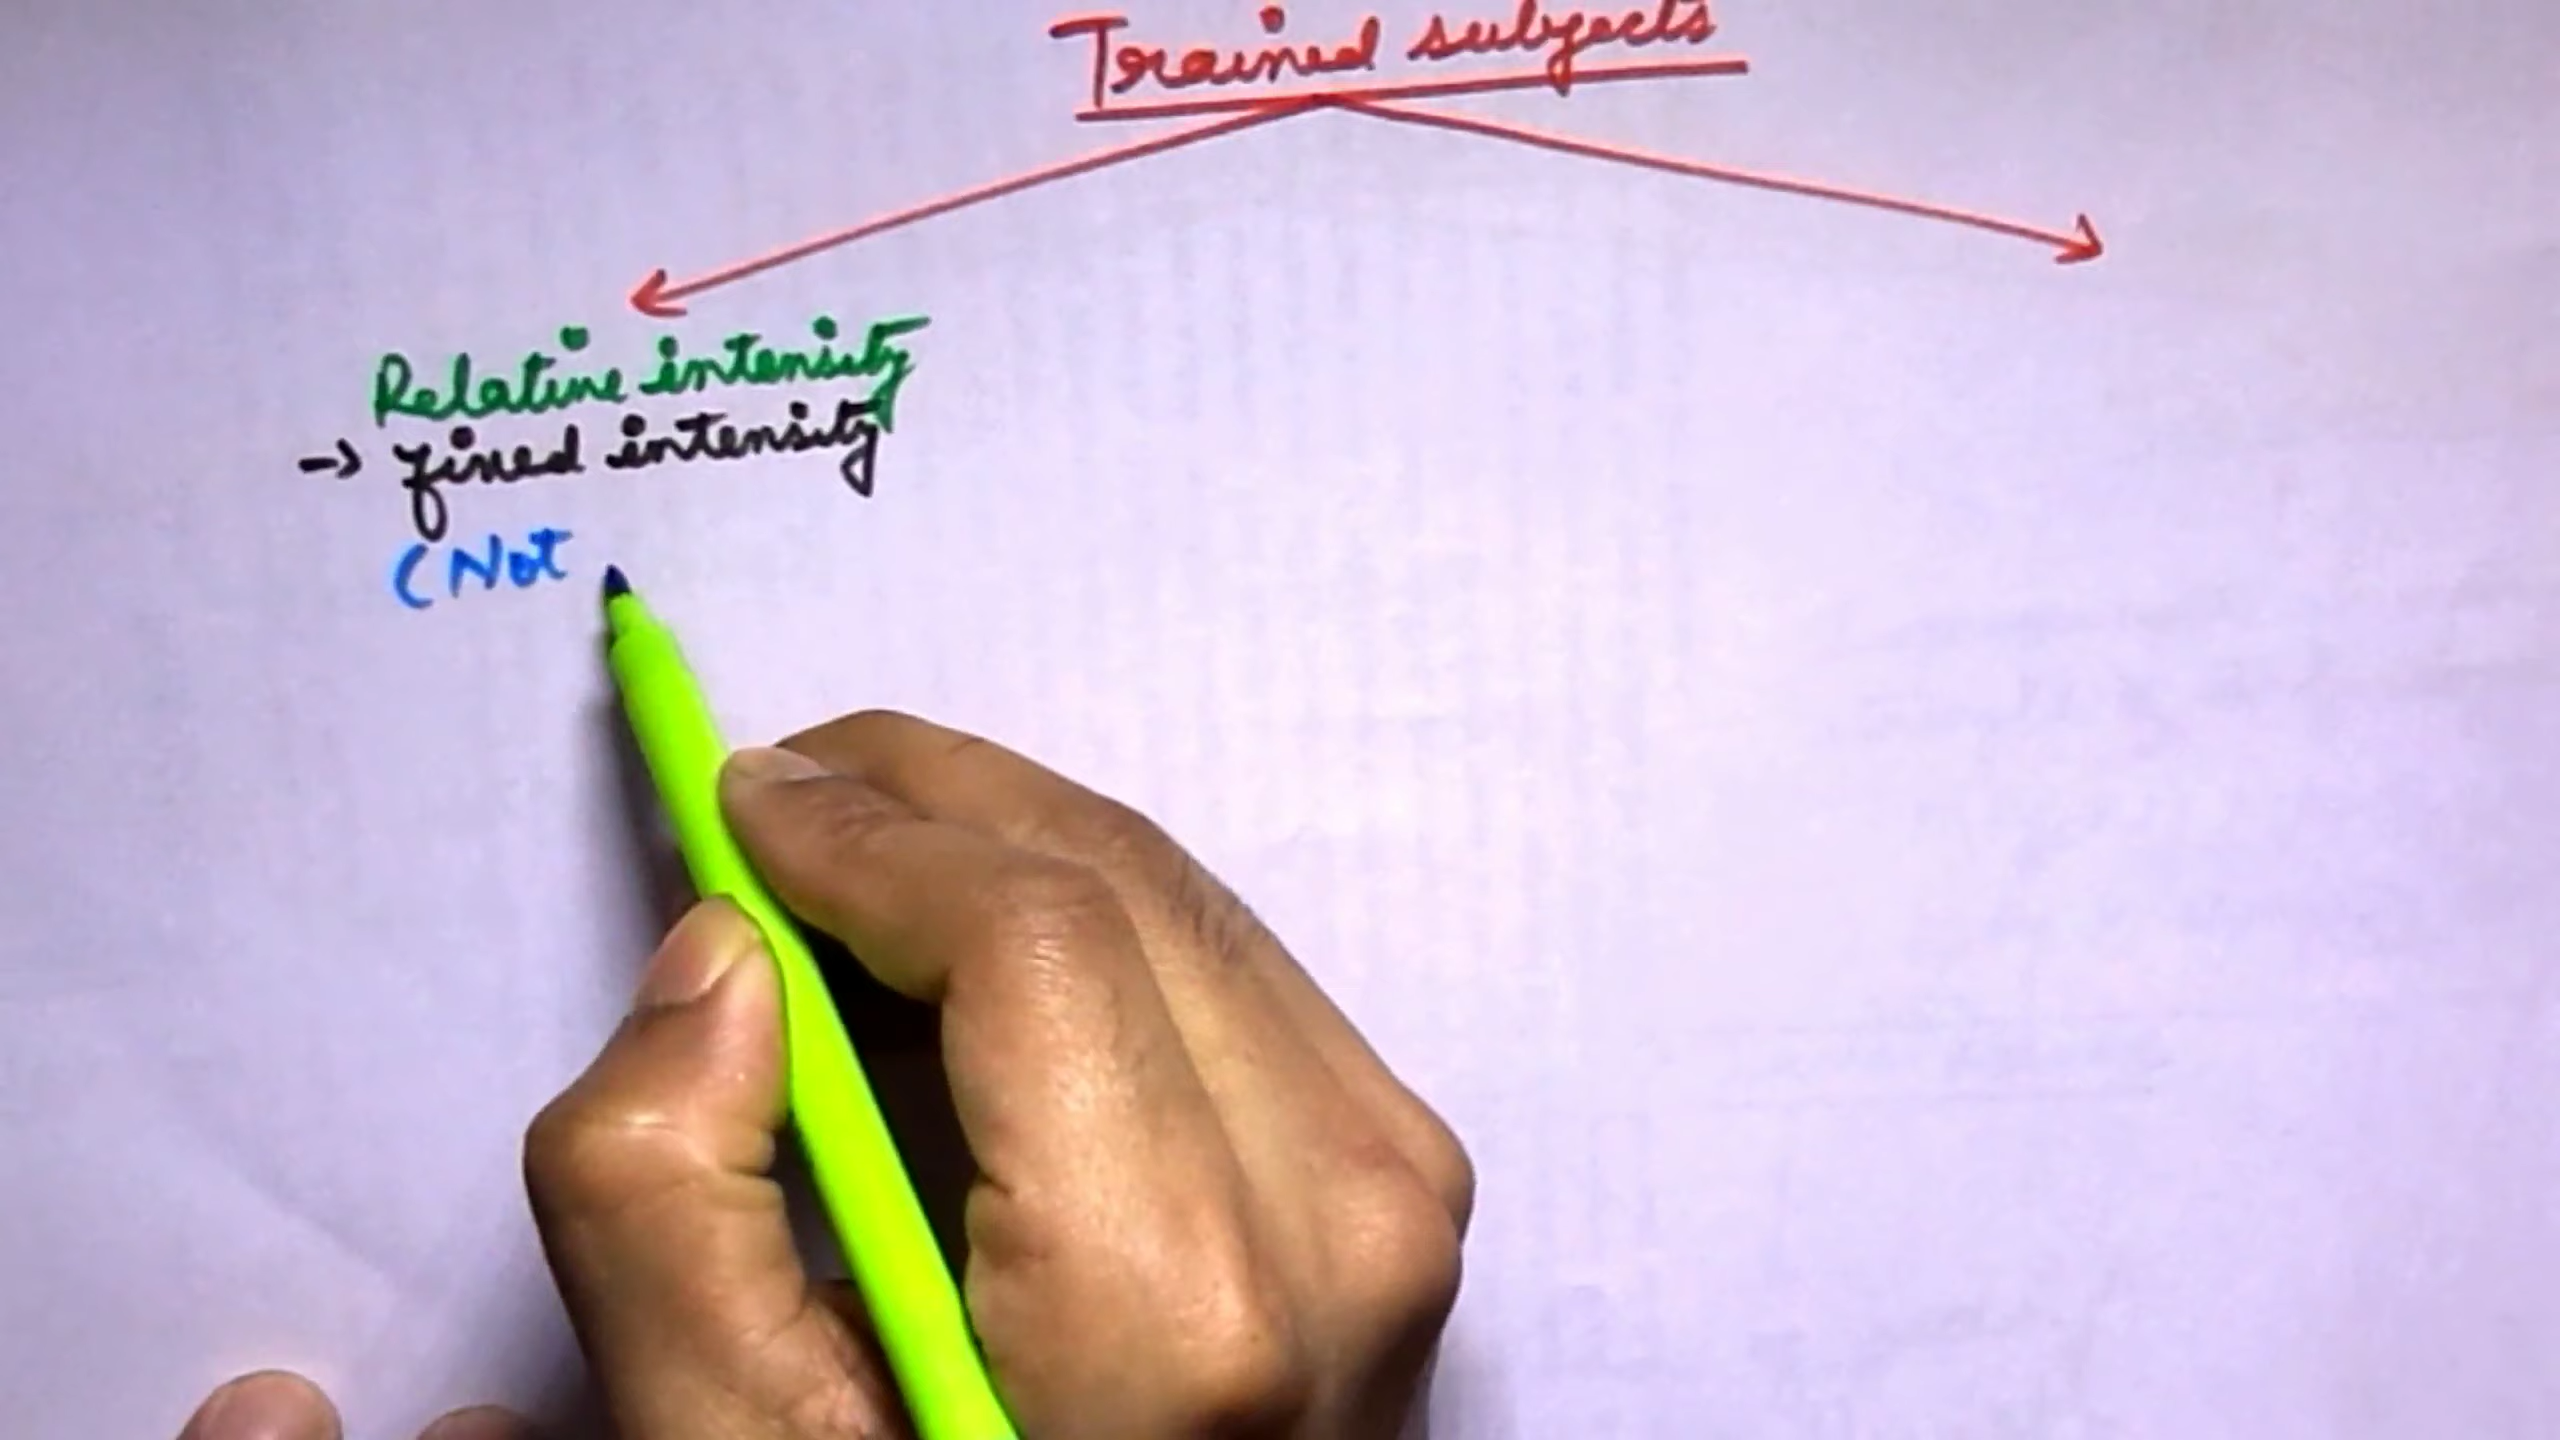 Trained subjects
Relative intensity
→ fixed intensity
(Not